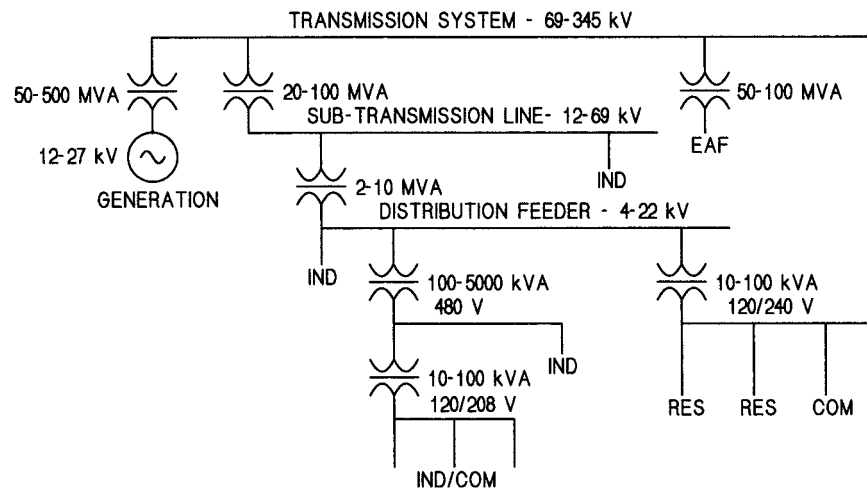 TRANSMISSION SYSTEM - 69-345 kV
50-500 MVA
20-100 MVA
50-100 MVA
SUB-TRANSMISSION LINE- 12-69 kV
EAF
12-27 kV
GENERATION
IND
2-10 MVA
DISTRIBUTION FEEDER - 4-22 kV
IND
100-5000 kVA
480 V
10-100 kVA
120/240 V
IND
10-100 kVA
120/208 V
RES
RES
COM
IND/COM